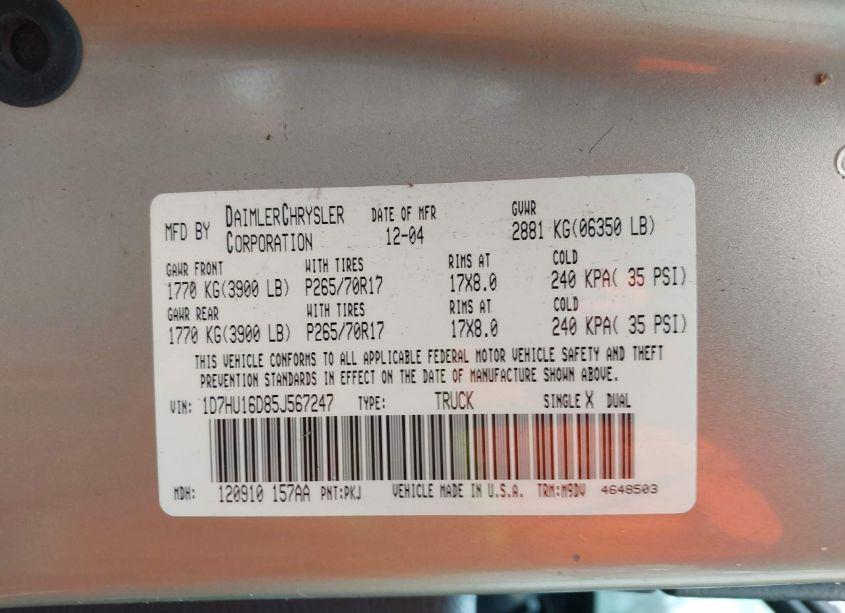 MFD BY DAIMLERCHRYSLER CORPORATION DATE OF MFR 12-04 GVWR 2881 KG(06350 LB)
GAWR FRONT WITH TIRES RIMS AT COLD
1770 KG(3900 LB) P265/70R17 17X8.0 240 KPA( 35 PSI)
GAWR REAR WITH TIRES RIMS AT COLD
1770 KG(3900 LB) P265/70R17 17X8.0 240 KPA( 35 PSI)
THIS VEHICLE CONFORMS TO ALL APPLICABLE FEDERAL MOTOR VEHICLE SAFETY AND THEFT
PREVENTION STANDARDS IN EFFECT ON THE DATE OF MANUFACTURE SHOWN ABOVE.
VIN: 1D7HU16D85J567247 TYPE: TRUCK SINGLE X DUAL
MDH: 120910 157AA PNT:PKJ VEHICLE MADE IN U.S.A. TRM:M9DV 4648503